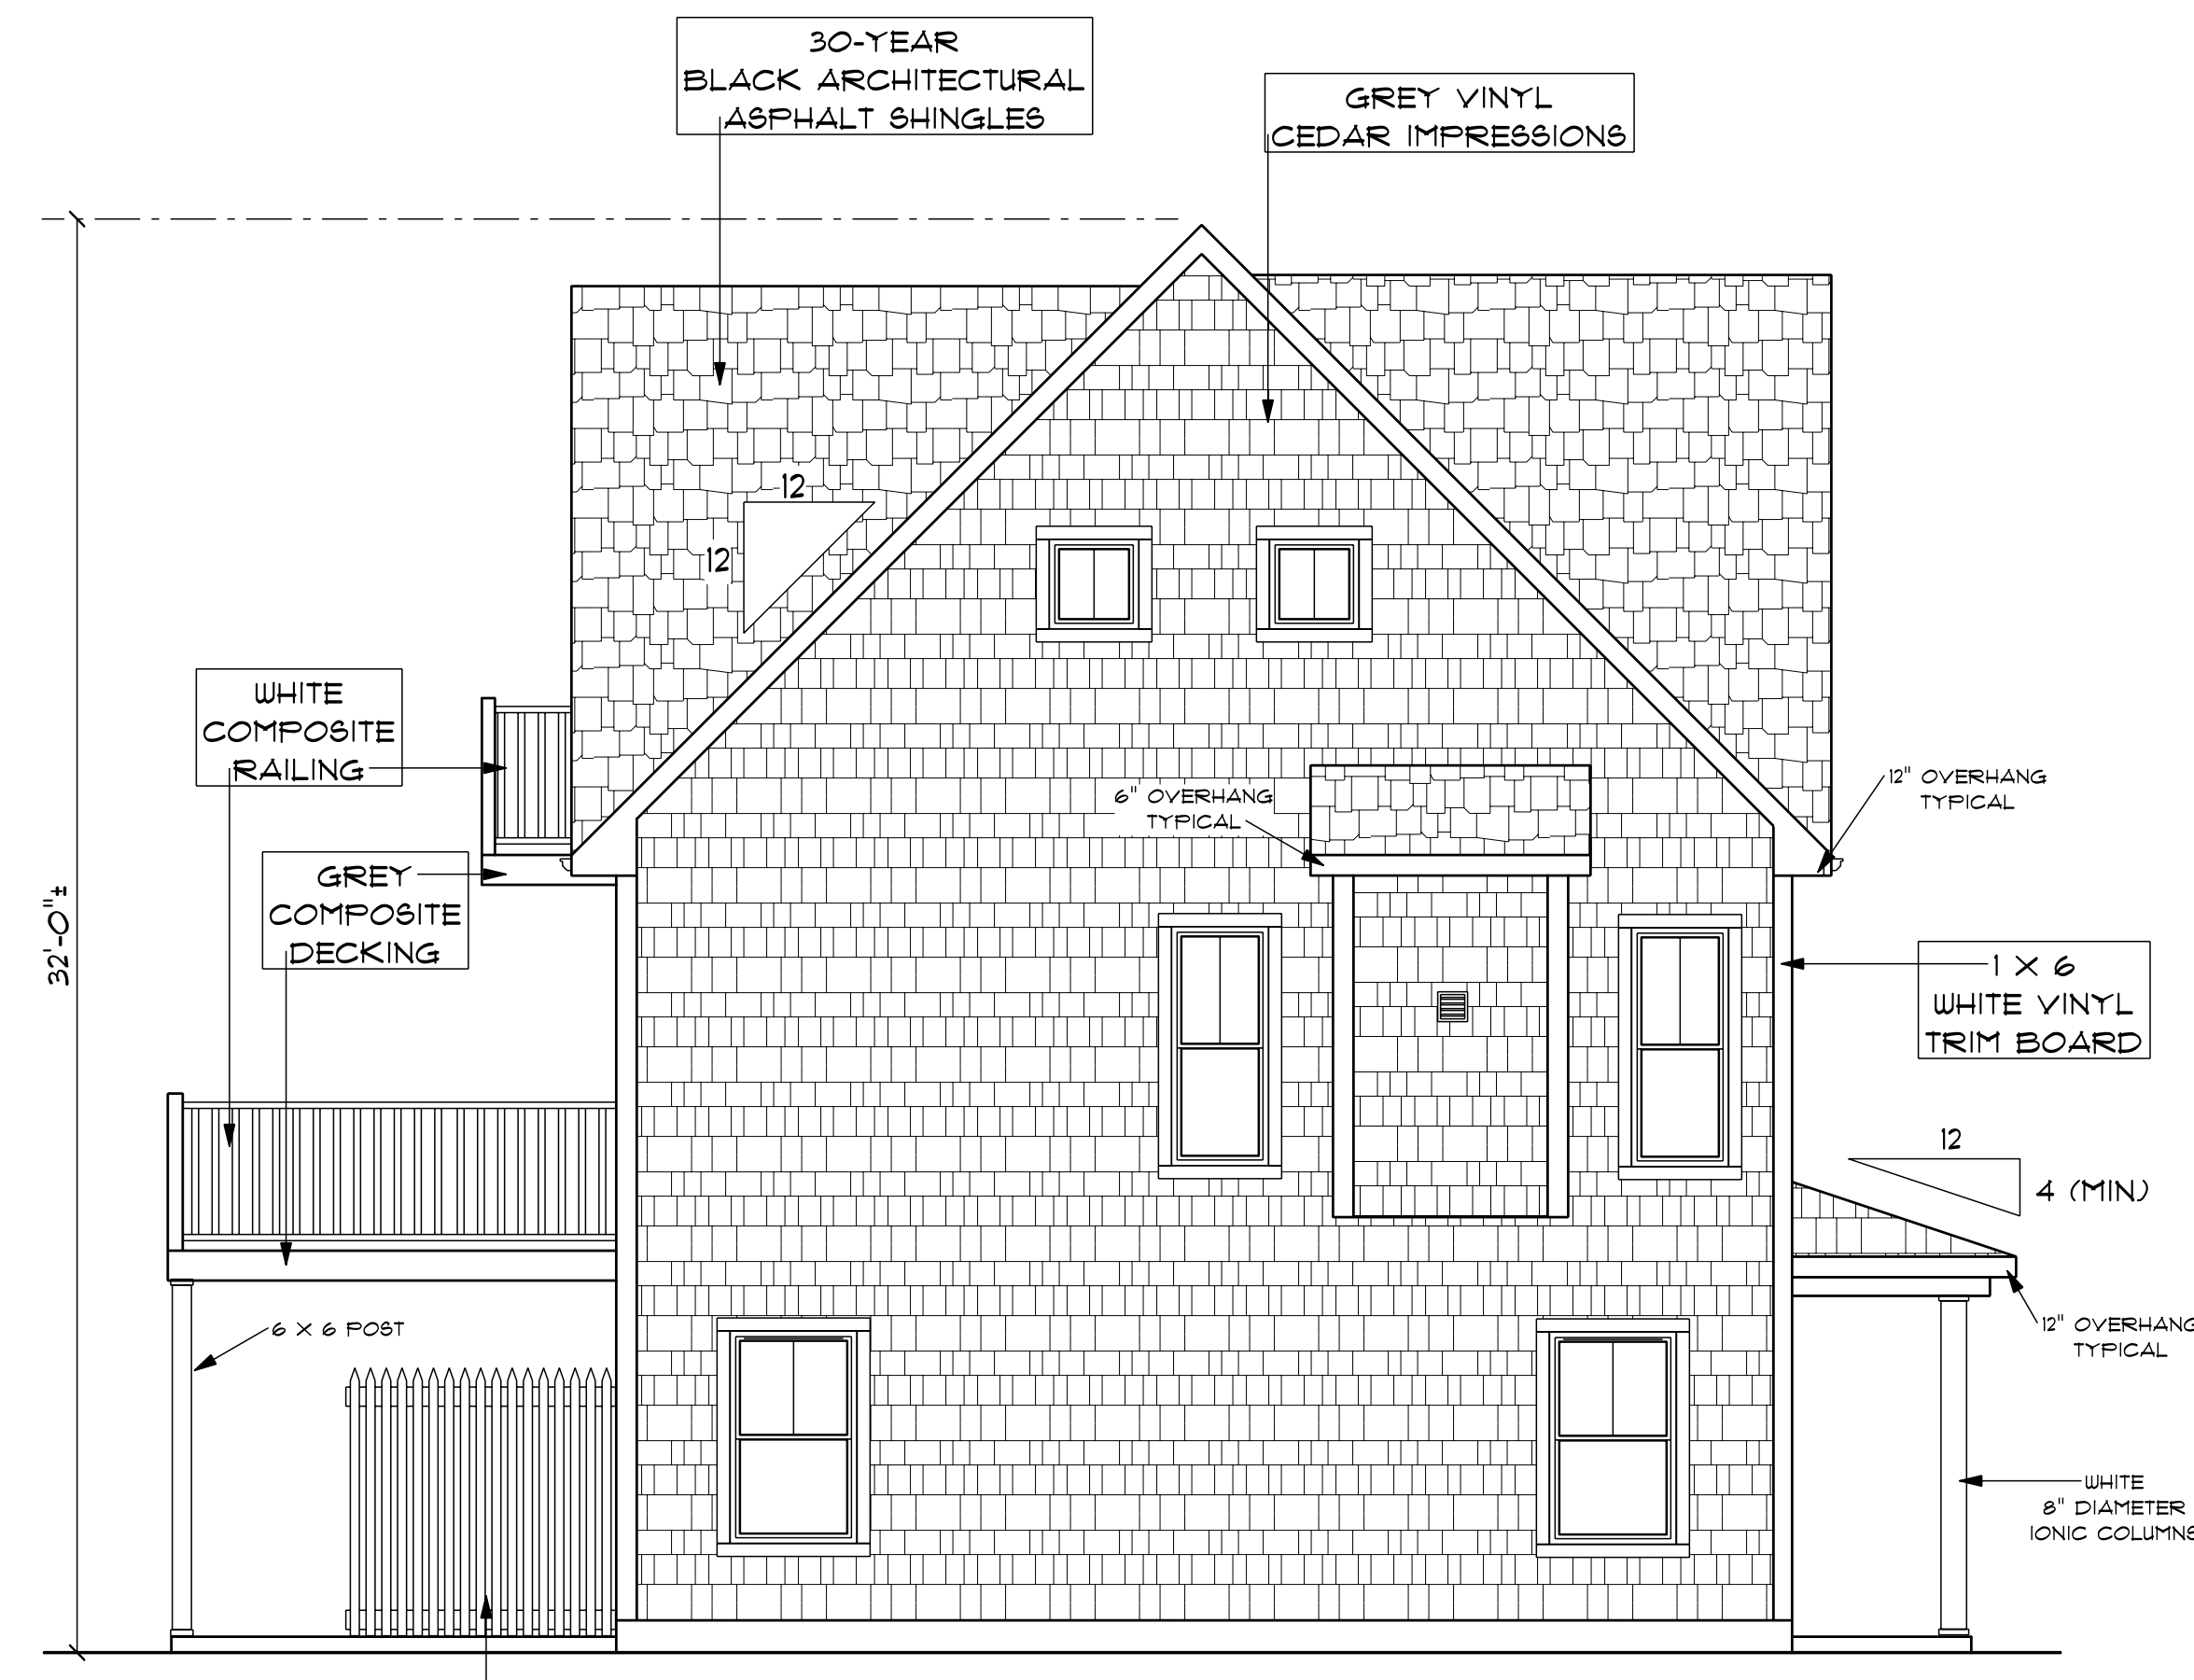 30-YEAR
BLACK ARCHITECTURAL
ASPHALT SHINGLES
GREY VINYL
CEDAR IMPRESSIONS
12
12
WHITE
COMPOSITE
RAILING
6" OVERHANG
TYPICAL
12" OVERHANG
TYPICAL
GREY
COMPOSITE
DECKING
32'-0"±
1 X 6
WHITE VINYL
TRIM BOARD
12
4 (MIN)
6 X 6 POST
12" OVERHANG
TYPICAL
WHITE
8" DIAMETER
IONIC COLUMNS